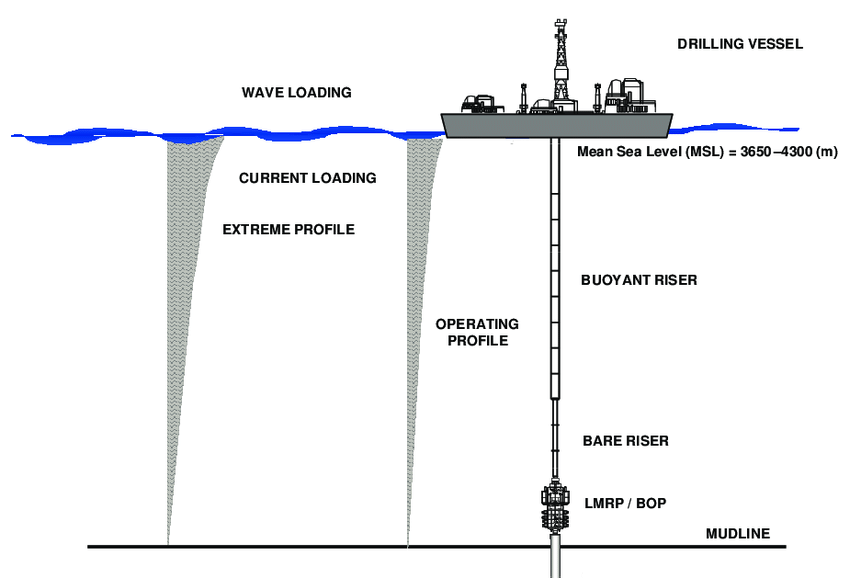 DRILLING VESSEL
WAVE LOADING
Mean Sea Level (MSL) = 3650–4300 (m)
CURRENT LOADING
EXTREME PROFILE
BUOYANT RISER
OPERATING
PROFILE
BARE RISER
LMRP / BOP
MUDLINE